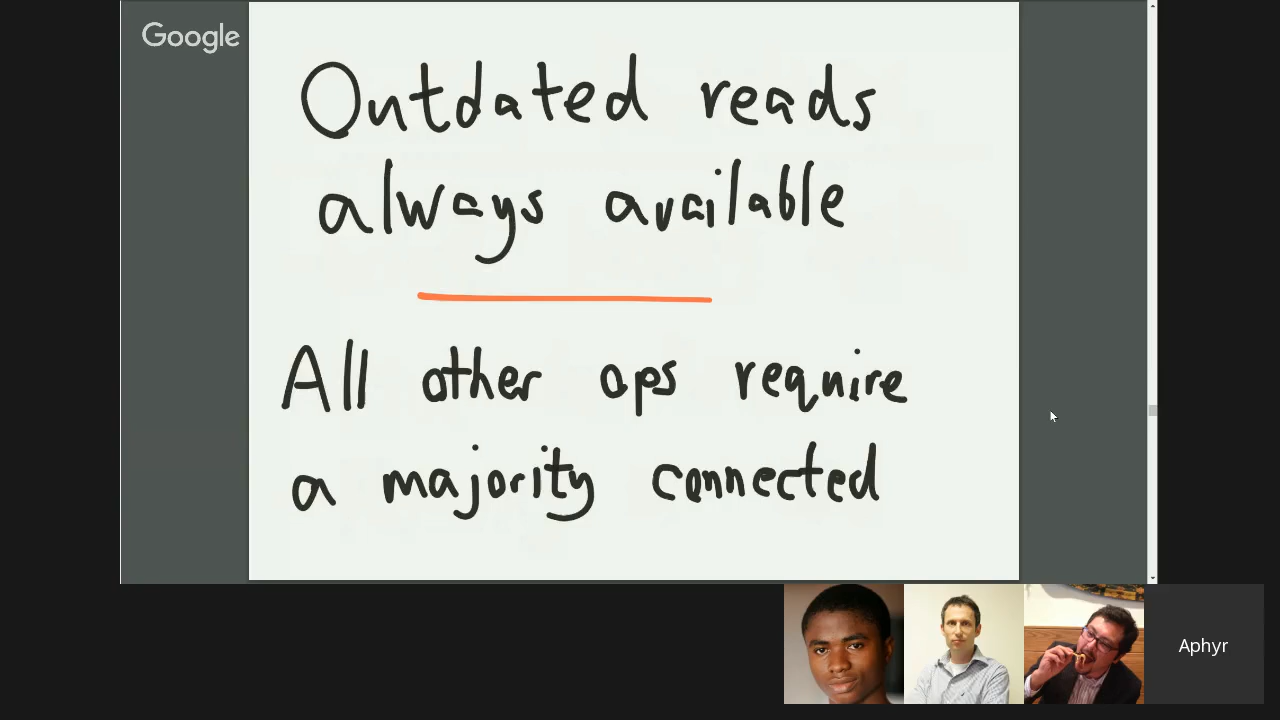 Google
Outdated reads
always available
All other ops require
a majority connected
Aphyr